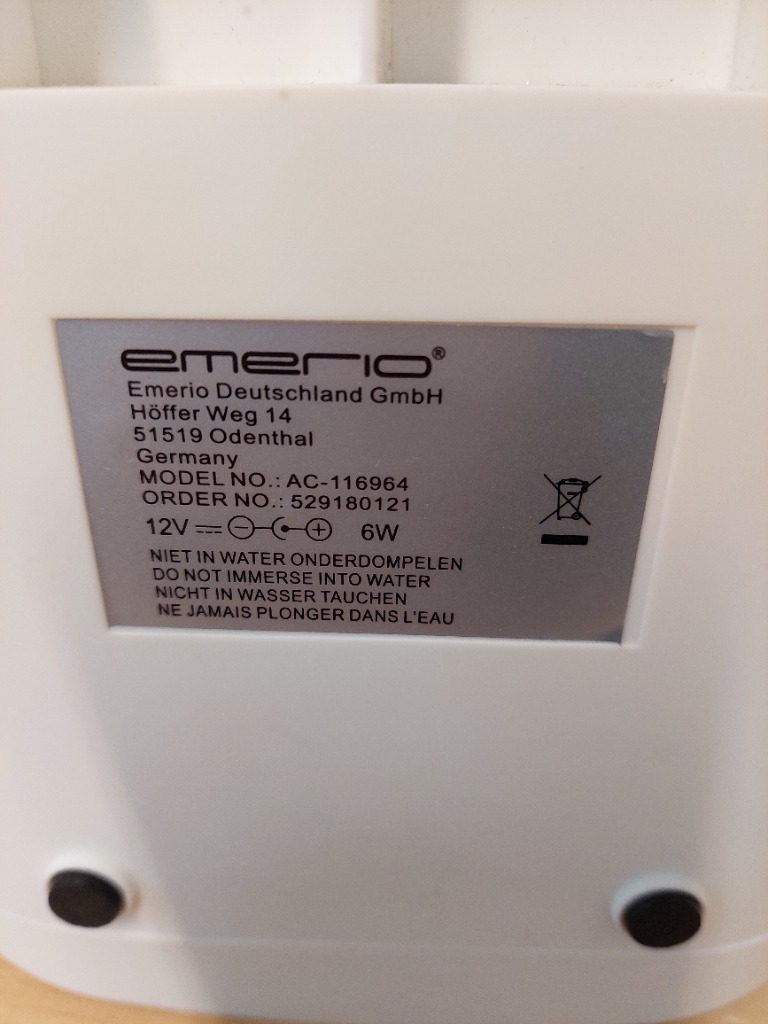 emerio®
Emerio Deutschland GmbH
Höffer Weg 14
51519 Odenthal
Germany
MODEL NO.: AC-116964
ORDER NO.: 529180121
12V 6W
NIET IN WATER ONDERDOMPELEN
DO NOT IMMERSE INTO WATER
NICHT IN WASSER TAUCHEN
NE JAMAIS PLONGER DANS L'EAU